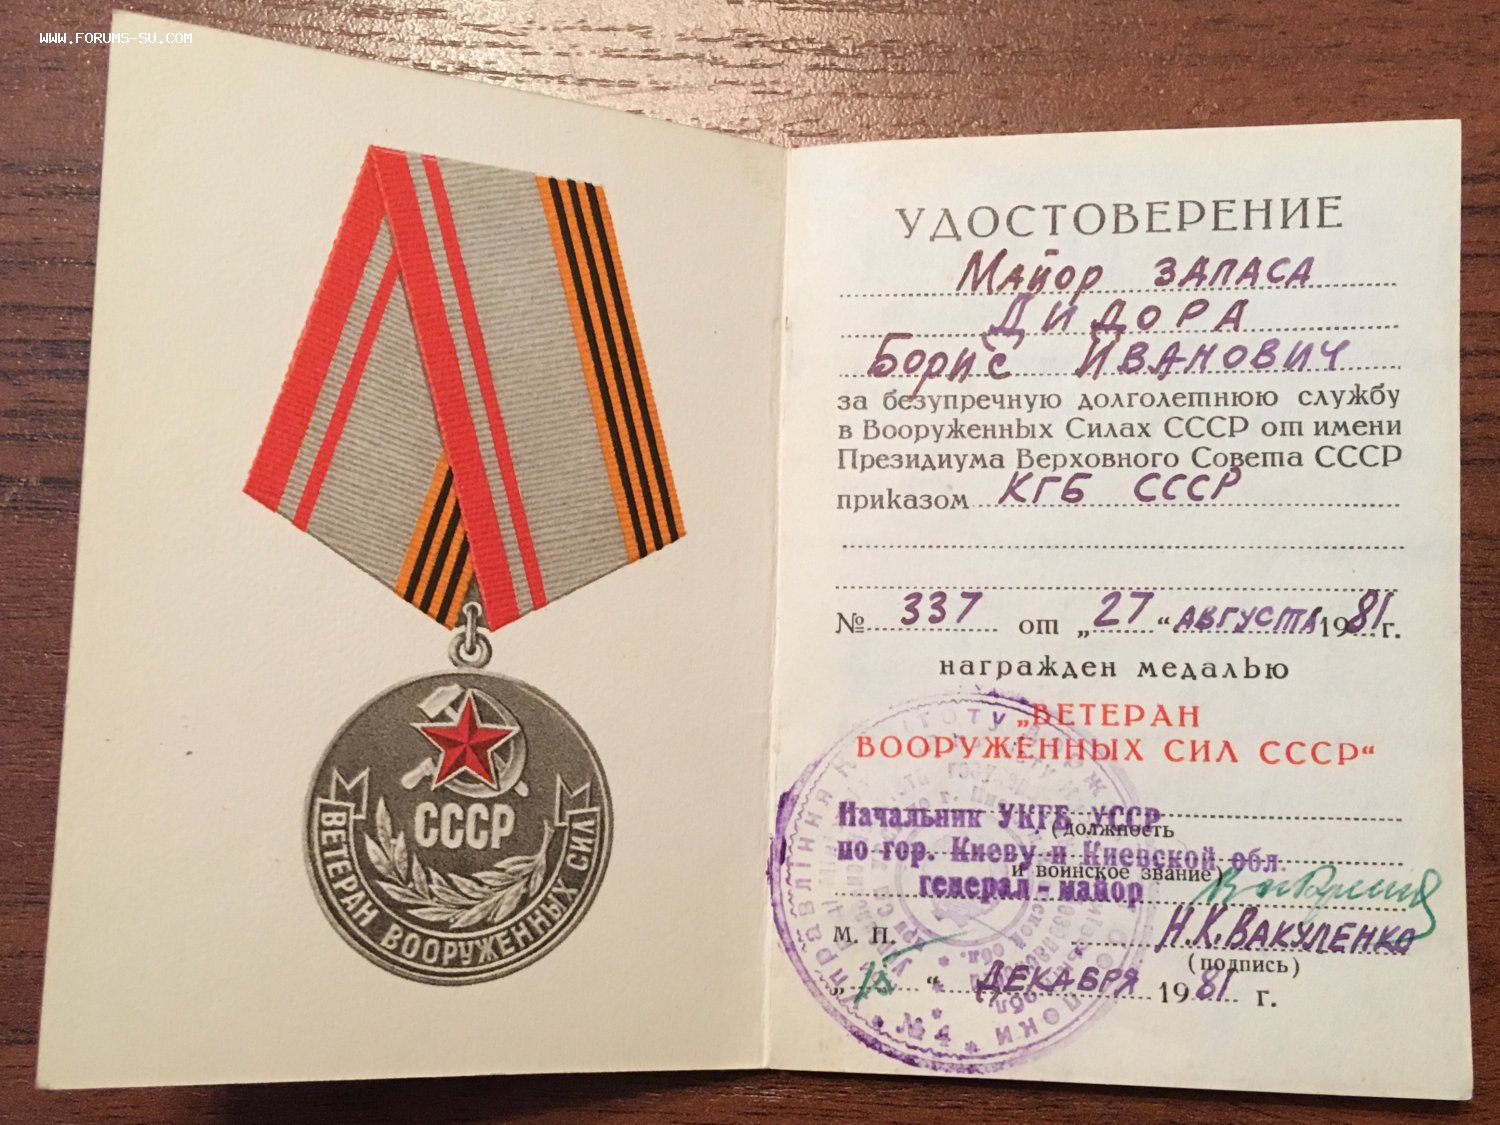 WWW.FORUMS-SU.COM
СССР
ВЕТЕРАН ВООРУЖЕННЫХ СИЛ
УДОСТОВЕРЕНИЕ
Майор ЗАПАСА
ДИДОРА
Борис Иванович
за безупречную долголетнюю службу
в Вооруженных Силах СССР от имени
Президиума Верховного Совета СССР
приказом КГБ СССР
№ 337 от „27“ АВГУСТА 1981 г.
награжден медалью
„ВЕТЕРАН
ВООРУЖЕННЫХ СИЛ СССР“
Начальник УКГБ УССР
(должность
по гор. Киеву и Киевской обл
и воинское звание)
генерал-майор
М. П. Н.К. ВАКУЛЕНКО
(подпись)
„15“ ДЕКАБРЯ 1981 г.
№ 4